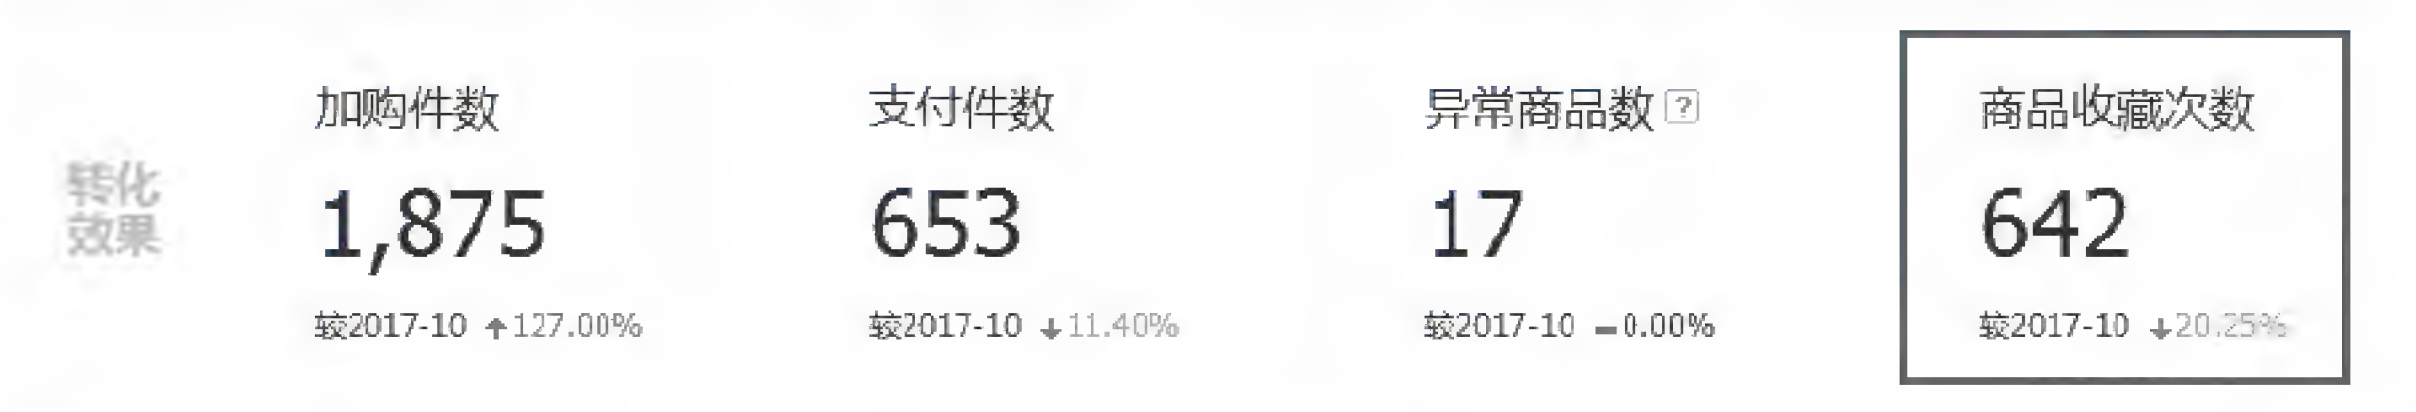 转化
效果
加购件数
1,875
较2017-10 ↑127.00%
支付件数
653
较2017-10 ↓11.40%
异常商品数 ?
17
较2017-10 -0.00%
商品收藏次数
642
较2017-10 ↓20.25%